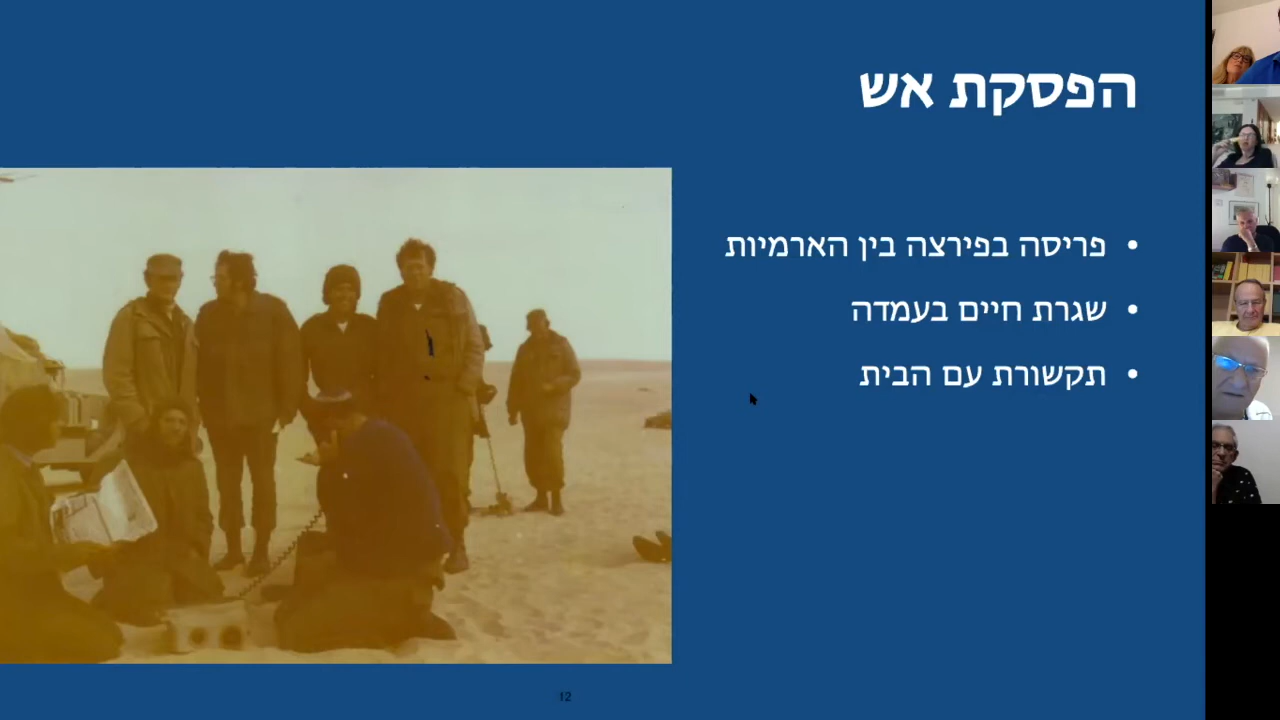 הפסקת אש
• פריסה בפירצה בין הארמיות
• שגרת חיים בעמדה
• תקשורת עם הבית
12